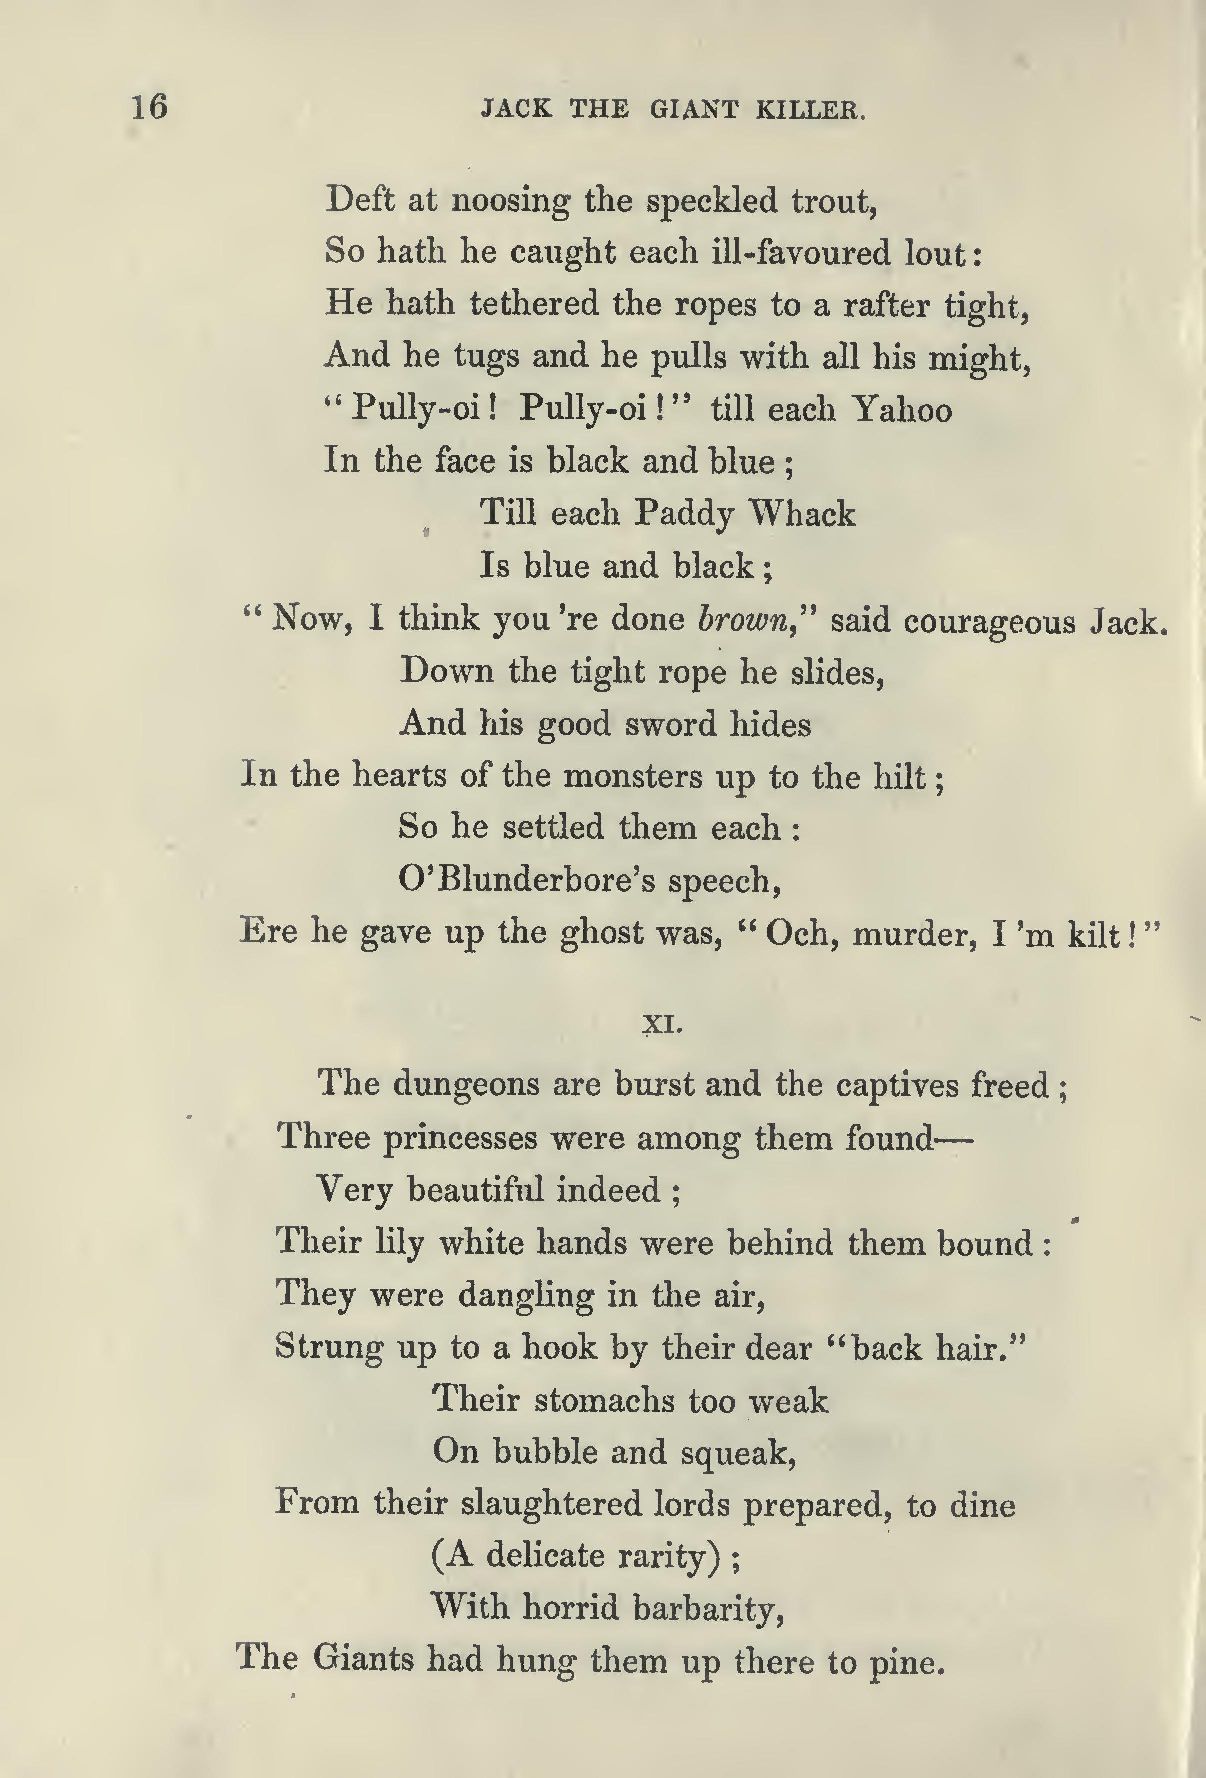 16 JACK THE GIANT KILLER.
Deft at noosing the speckled trout,
So hath he caught each ill-favoured lout:
He hath tethered the ropes to a rafter tight,
And he tugs and he pulls with all his might,
“Pully-oi! Pully-oi!” till each Yahoo
In the face is black and blue;
Till each Paddy Whack
Is blue and black;
“Now, I think you ’re done brown,” said courageous Jack.
Down the tight rope he slides,
And his good sword hides
In the hearts of the monsters up to the hilt;
So he settled them each:
O’Blunderbore’s speech,
Ere he gave up the ghost was, “Och, murder, I ’m kilt!”
XI.
The dungeons are burst and the captives freed;
Three princesses were among them found—
Very beautiful indeed;
Their lily white hands were behind them bound:
They were dangling in the air,
Strung up to a hook by their dear “back hair.”
Their stomachs too weak
On bubble and squeak,
From their slaughtered lords prepared, to dine
(A delicate rarity);
With horrid barbarity,
The Giants had hung them up there to pine.